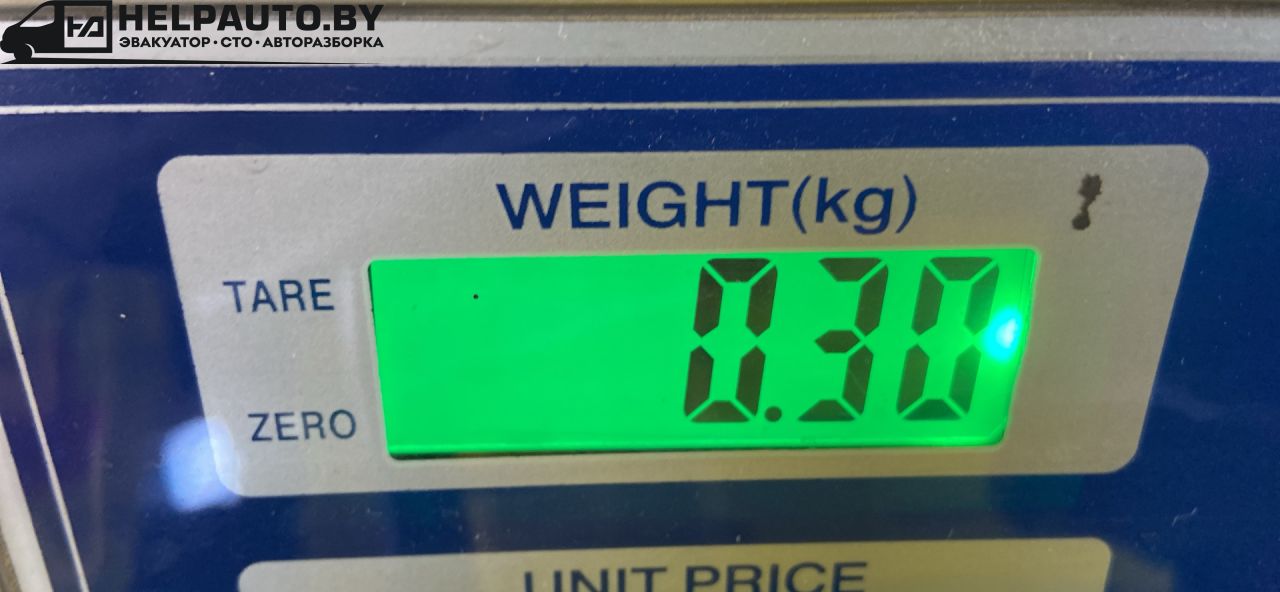 HELPAUTO.BY
ЭВАКУАТОР·СТО·АВТОРАЗБОРКА
WEIGHT(kg)
TARE
0.30
ZERO
UNIT PRICE